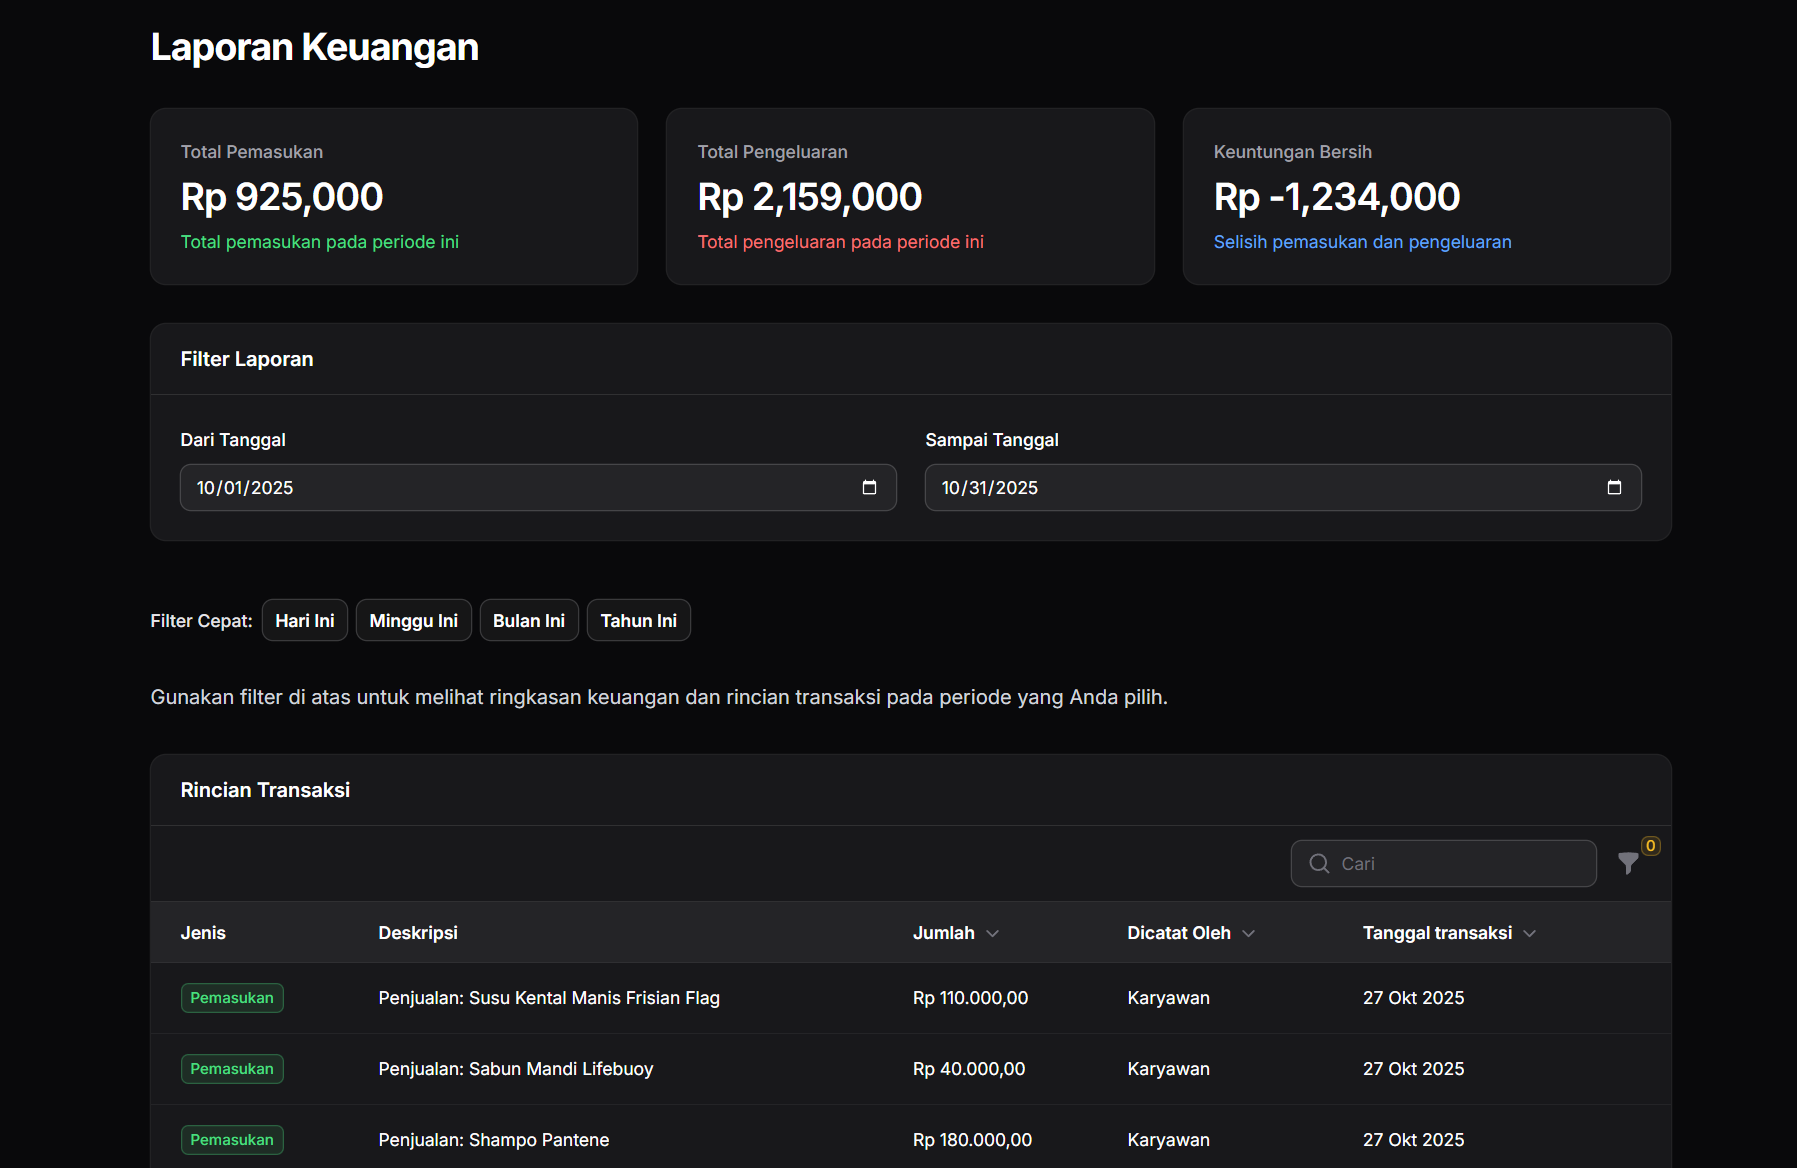 Laporan Keuangan
Total Pemasukan
Rp 925,000
Total pemasukan pada periode ini
Total Pengeluaran
Rp 2,159,000
Total pengeluaran pada periode ini
Keuntungan Bersih
Rp -1,234,000
Selisih pemasukan dan pengeluaran
Filter Laporan
Dari Tanggal
10/01/2025
Sampai Tanggal
10/31/2025
Filter Cepat: Hari Ini Minggu Ini Bulan Ini Tahun Ini
Gunakan filter di atas untuk melihat ringkasan keuangan dan rincian transaksi pada periode yang Anda pilih.
Rincian Transaksi
Cari
0
Jenis Deskripsi Jumlah Dicatat Oleh Tanggal transaksi
Pemasukan Penjualan: Susu Kental Manis Frisian Flag Rp 110.000,00 Karyawan 27 Okt 2025
Pemasukan Penjualan: Sabun Mandi Lifebuoy Rp 40.000,00 Karyawan 27 Okt 2025
Pemasukan Penjualan: Shampo Pantene Rp 180.000,00 Karyawan 27 Okt 2025